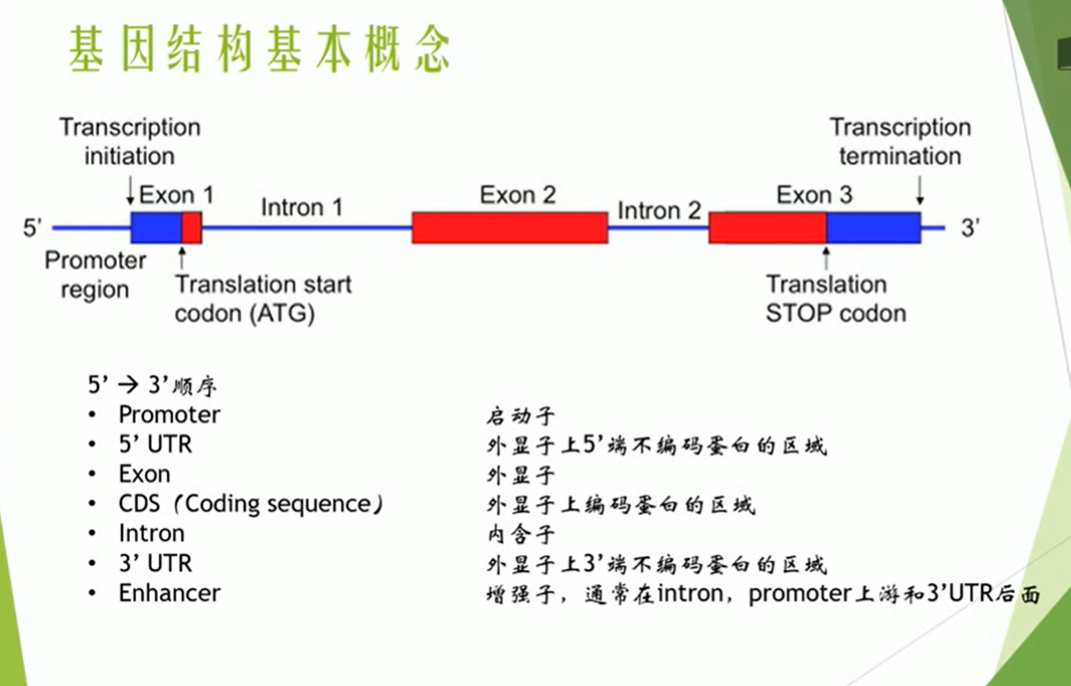 基因结构基本概念
Transcription
initiation
Transcription
termination
Exon 1
Intron 1
Exon 2
Intron 2
Exon 3
5’
3’
Promoter
region
Translation start
codon (ATG)
Translation
STOP codon
5’ → 3’顺序
• Promoter 启动子
• 5’ UTR 外显子上5’端不编码蛋白的区域
• Exon 外显子
• CDS（Coding sequence） 外显子上编码蛋白的区域
• Intron 内含子
• 3’ UTR 外显子上3’端不编码蛋白的区域
• Enhancer 增强子，通常在intron，promoter上游和3’UTR后面